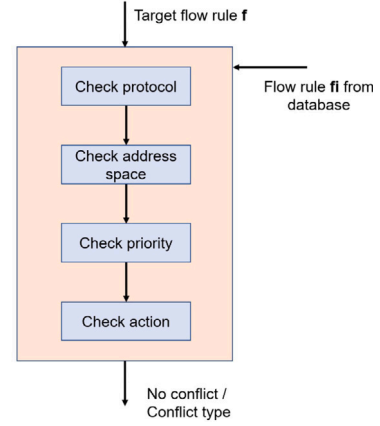 Target flow rule f
Flow rule fi from
database
Check protocol
Check address
space
Check priority
Check action
No conflict /
Conflict type